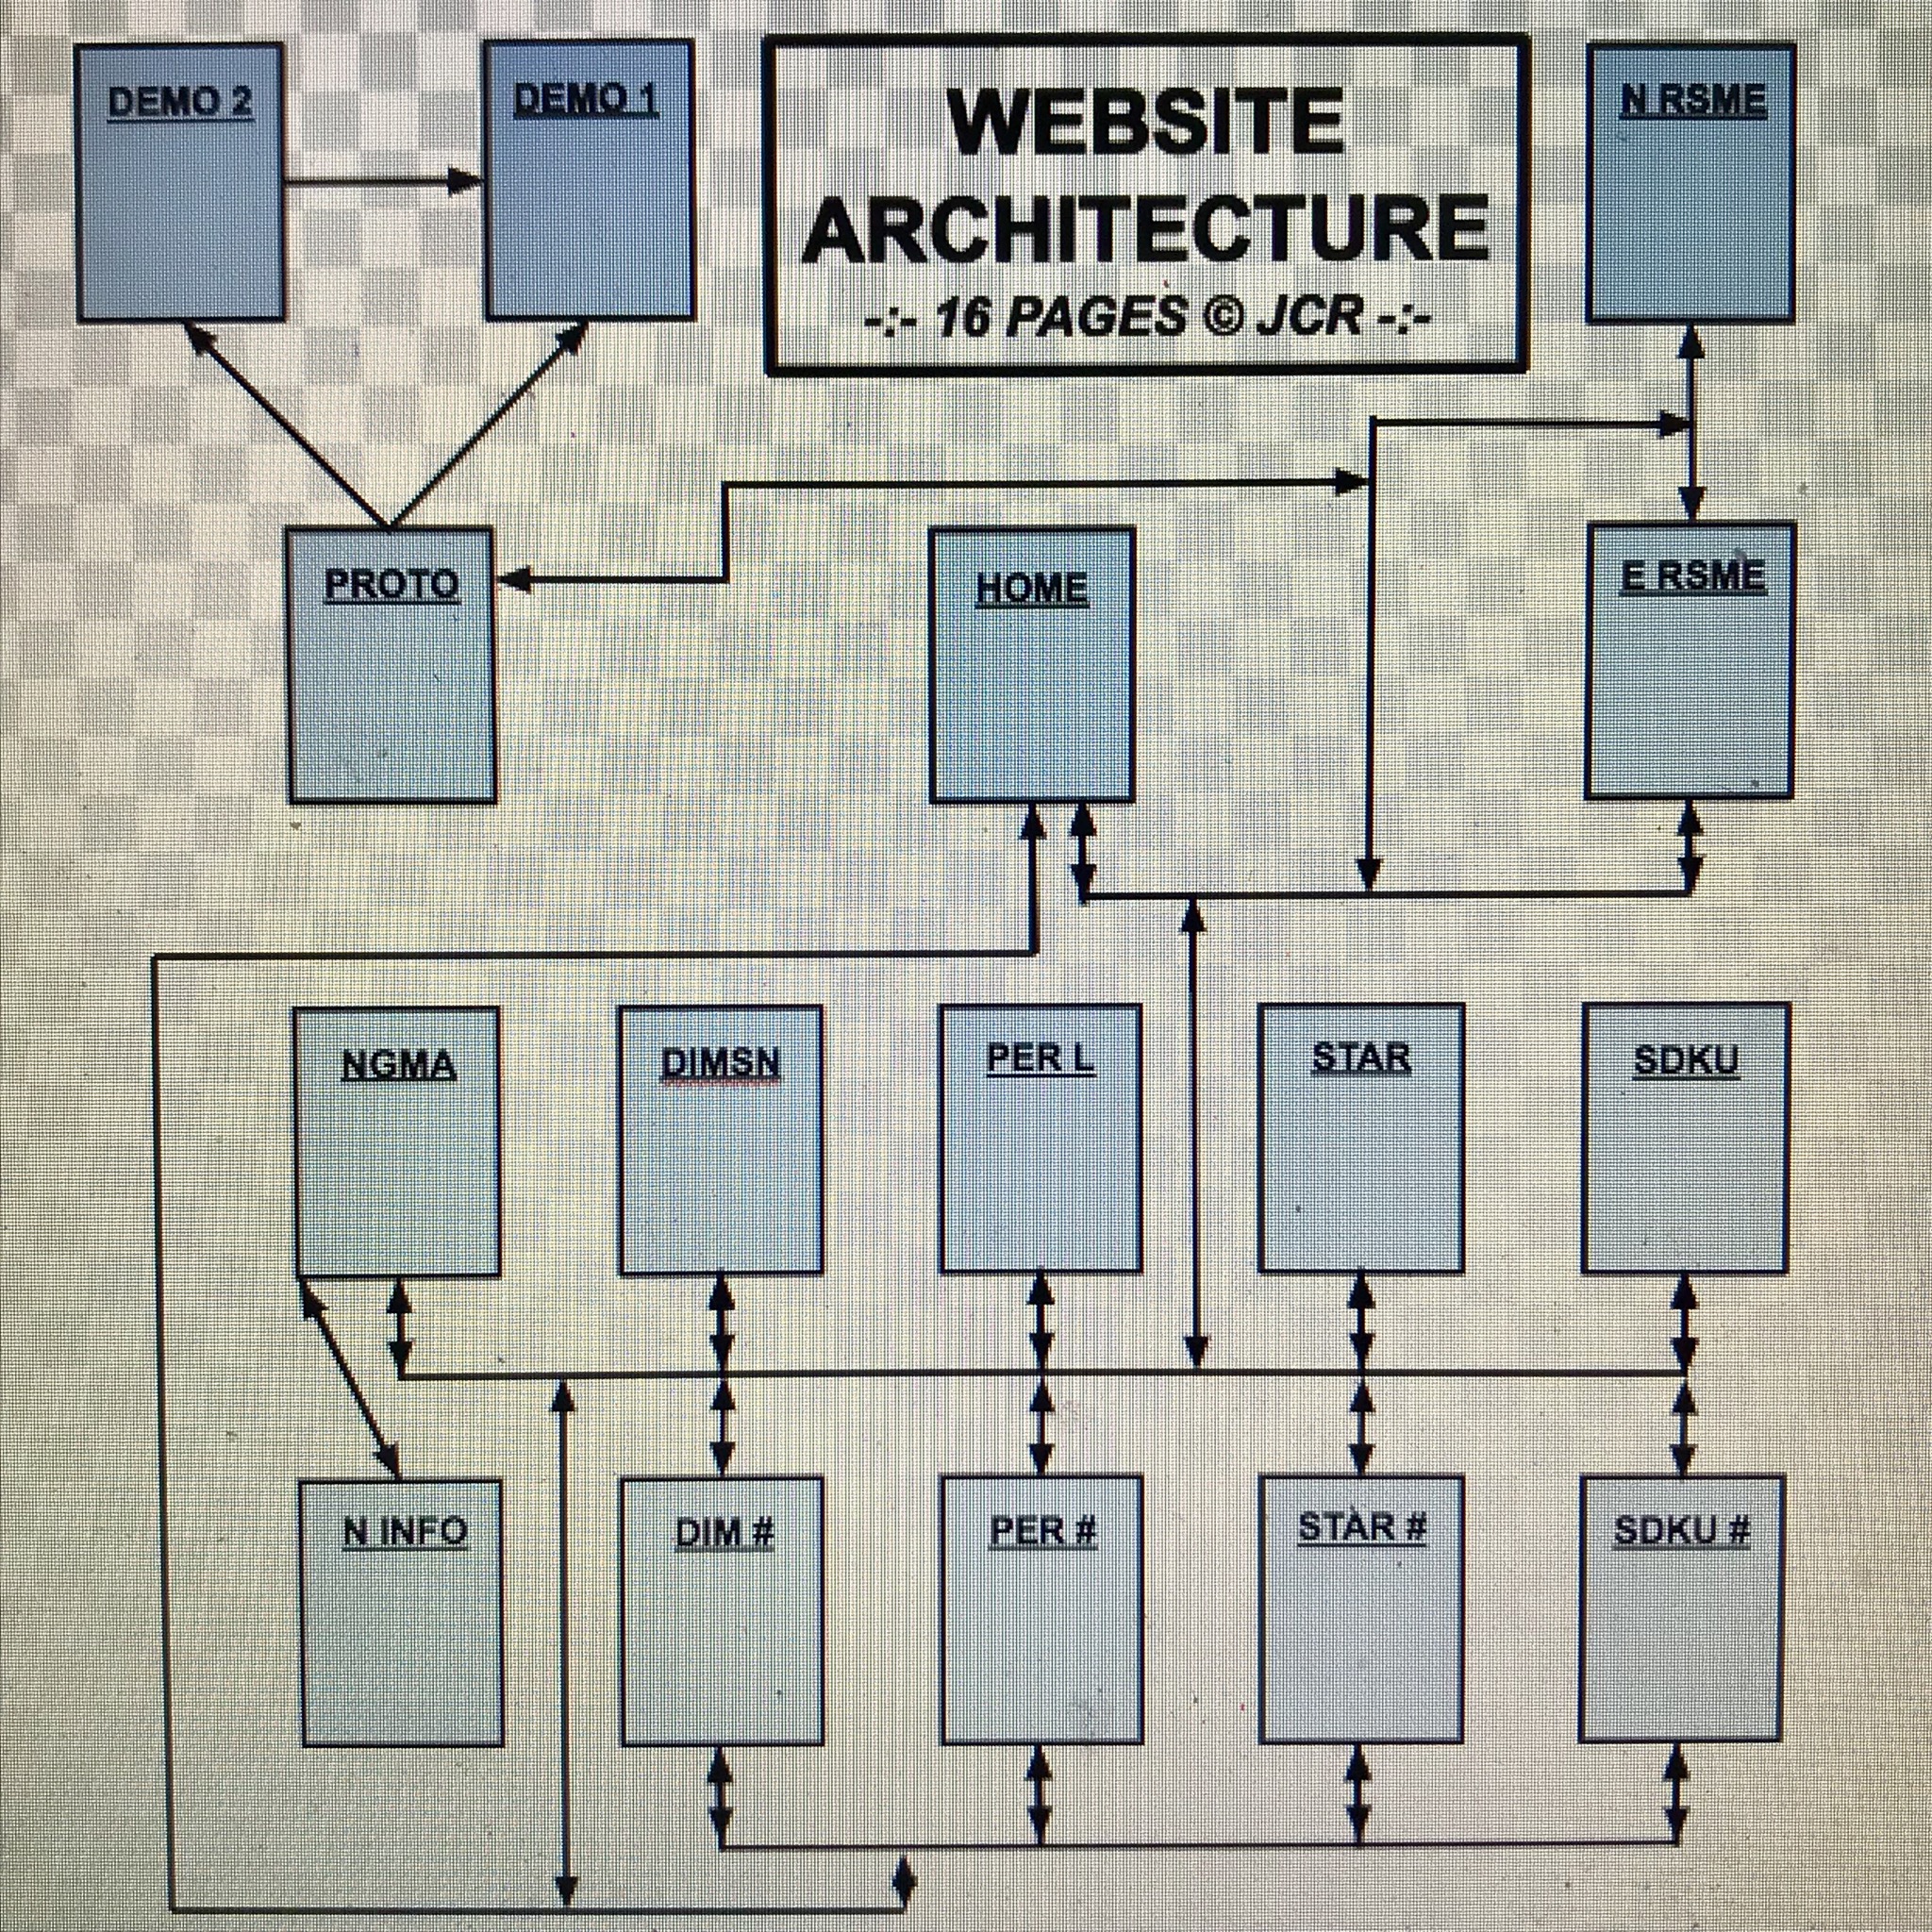 DEMO 2
DEMO 1
WEBSITE
ARCHITECTURE
-:- 16 PAGES © JCR -:-
N RSME
PROTO
HOME
E RSME
NGMA
DIMSN
PER L
STAR
SDKU
N INFO
DIM #
PER #
STAR #
SDKU #